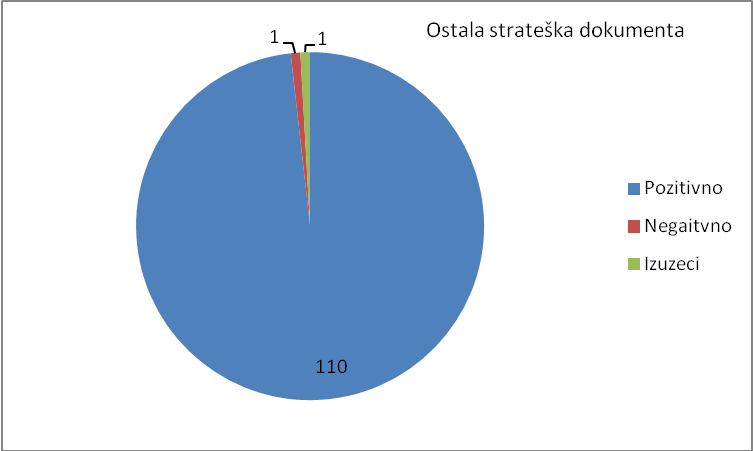 Ostala strateška dokumenta
1
1
Pozitivno
Negaitvno
Izuzeci
110